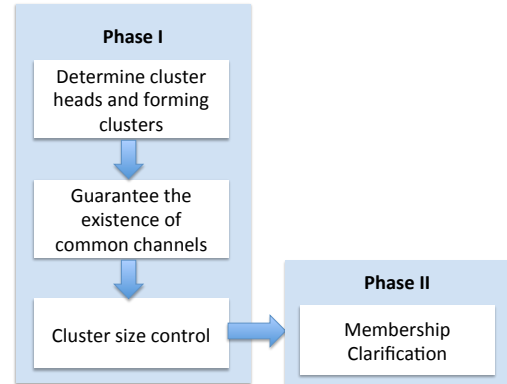 Phase I
Determine cluster
heads and forming
clusters
Guarantee the
existence of
common channels
Cluster size control
Phase II
Membership
Clarification